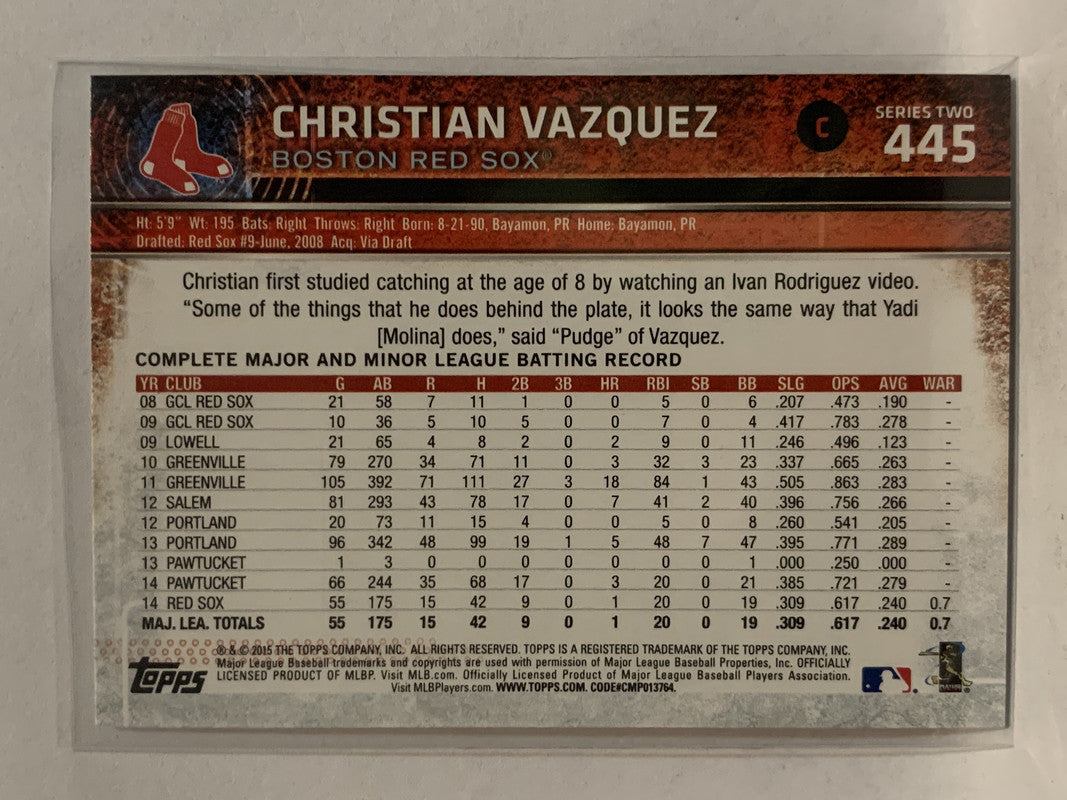 CHRISTIAN VAZQUEZ
BOSTON RED SOX®
C
SERIES TWO
445
Ht: 5'9" Wt: 195 Bats: Right Throws: Right Born: 8-21-90, Bayamon, PR Home: Bayamon, PR
Drafted: Red Sox #9-June, 2008 Acq: Via Draft
Christian first studied catching at the age of 8 by watching an Ivan Rodriguez video.
“Some of the things that he does behind the plate, it looks the same way that Yadi
[Molina] does,” said “Pudge” of Vazquez.
COMPLETE MAJOR AND MINOR LEAGUE BATTING RECORD
YR CLUB G AB R H 2B 3B HR RBI SB BB SLG OPS AVG WAR
08 GCL RED SOX 21 58 7 11 1 0 0 5 0 6 .207 .473 .190 -
09 GCL RED SOX 10 36 5 10 5 0 0 7 0 4 .417 .783 .278 -
09 LOWELL 21 65 4 8 2 0 2 9 0 11 .246 .496 .123 -
10 GREENVILLE 79 270 34 71 11 0 3 32 3 23 .337 .665 .263 -
11 GREENVILLE 105 392 71 111 27 3 18 84 1 43 .505 .863 .283 -
12 SALEM 81 293 43 78 17 0 7 41 2 40 .396 .756 .266 -
12 PORTLAND 20 73 11 15 4 0 0 5 0 8 .260 .541 .205 -
13 PORTLAND 96 342 48 99 19 1 5 48 7 47 .395 .771 .289 -
13 PAWTUCKET 1 3 0 0 0 0 0 0 0 1 .000 .250 .000 -
14 PAWTUCKET 66 244 35 68 17 0 3 20 0 21 .385 .721 .279 -
14 RED SOX 55 175 15 42 9 0 1 20 0 19 .309 .617 .240 0.7
MAJ. LEA. TOTALS 55 175 15 42 9 0 1 20 0 19 .309 .617 .240 0.7
® & © 2015 THE TOPPS COMPANY, INC. ALL RIGHTS RESERVED. TOPPS IS A REGISTERED TRADEMARK OF THE TOPPS COMPANY, INC.
Major League Baseball trademarks and copyrights are used with permission of Major League Baseball Properties, Inc. OFFICIALLY
LICENSED PRODUCT OF MLBP. Visit MLB.com. Officially Licensed Product of Major League Baseball Players Association.
Visit MLBPlayers.com. WWW.TOPPS.COM. CODE#CMP013764.
Topps